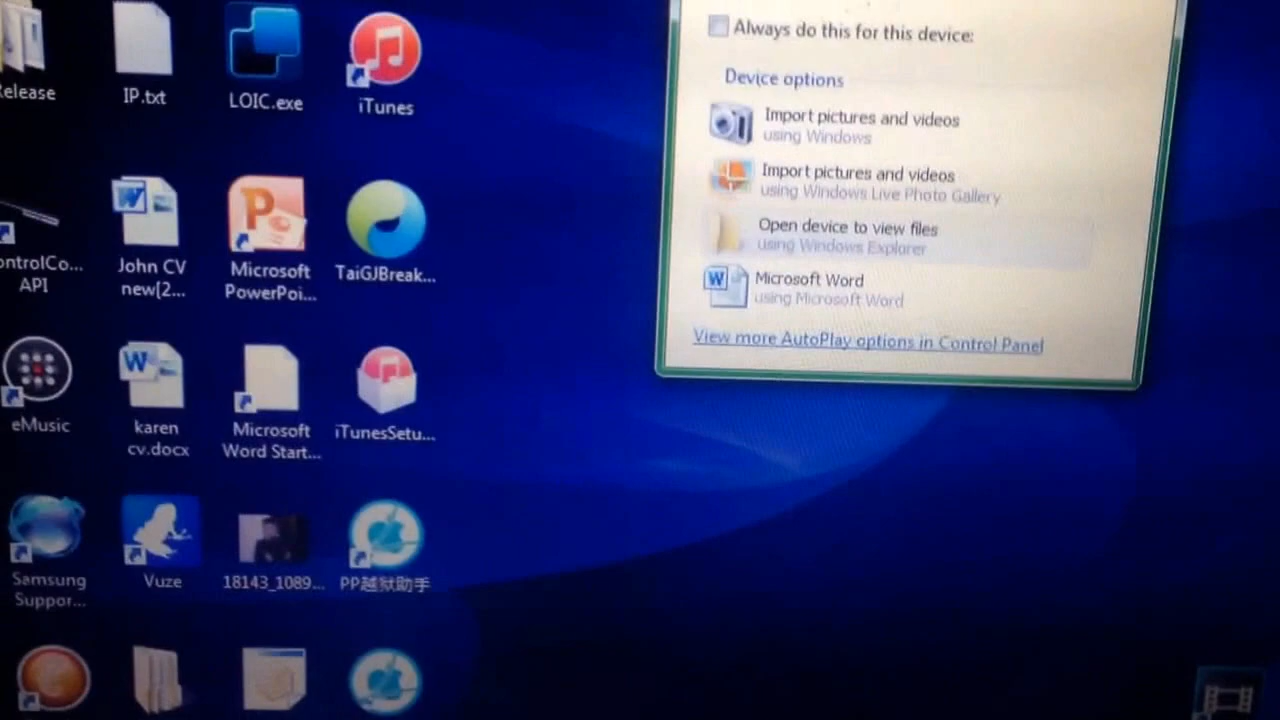 Release
IP.txt
LOIC.exe
iTunes
ontrolCo...
API
John CV
new[2...
Microsoft
PowerPoi...
TaiGJBreak...
eMusic
karen
cv.docx
Microsoft
Word Start...
iTunesSetu...
Samsung
Suppor...
Vuze
18143_1089...
PP越狱助手
Always do this for this device:
Device options
Import pictures and videos
using Windows
Import pictures and videos
using Windows Live Photo Gallery
Open device to view files
using Windows Explorer
Microsoft Word
using Microsoft Word
View more AutoPlay options in Control Panel